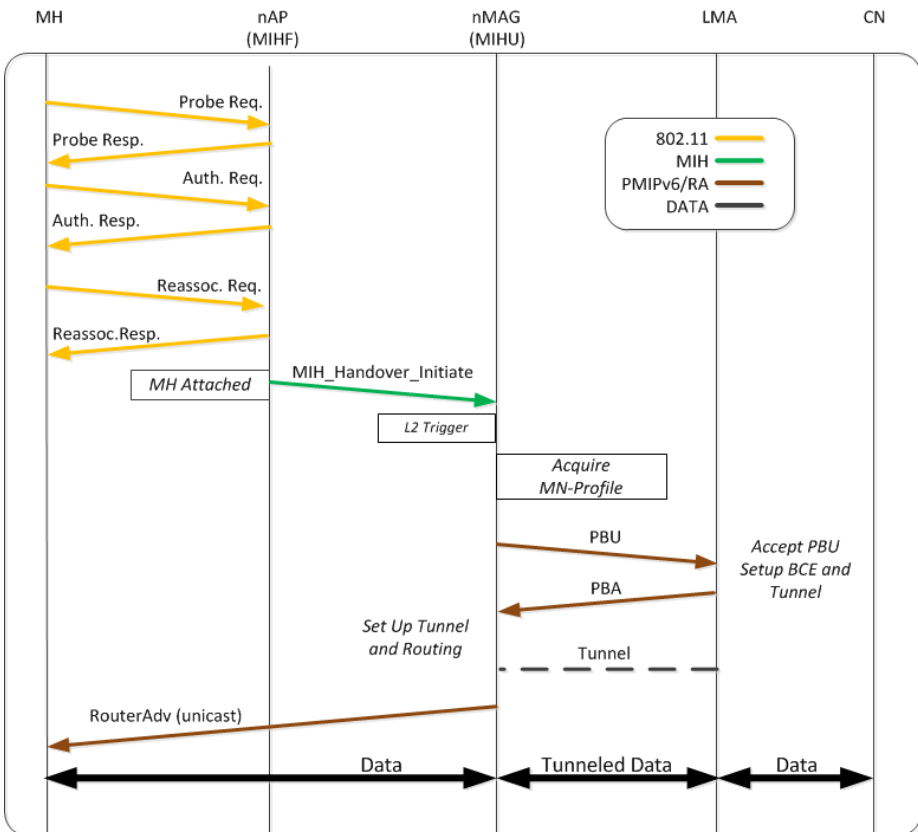 MH
nAP
(MIHF)
nMAG
(MIHU)
LMA
CN
Probe Req.
Probe Resp.
Auth. Req.
Auth. Resp.
Reassoc. Req.
Reassoc.Resp.
802.11
MIH
PMIPv6/RA
DATA
MH Attached
MIH_Handover_Initiate
L2 Trigger
Acquire
MN-Profile
PBU
Accept PBU
Setup BCE and
Tunnel
PBA
Set Up Tunnel
and Routing
Tunnel
RouterAdv (unicast)
Data
Tunneled Data
Data